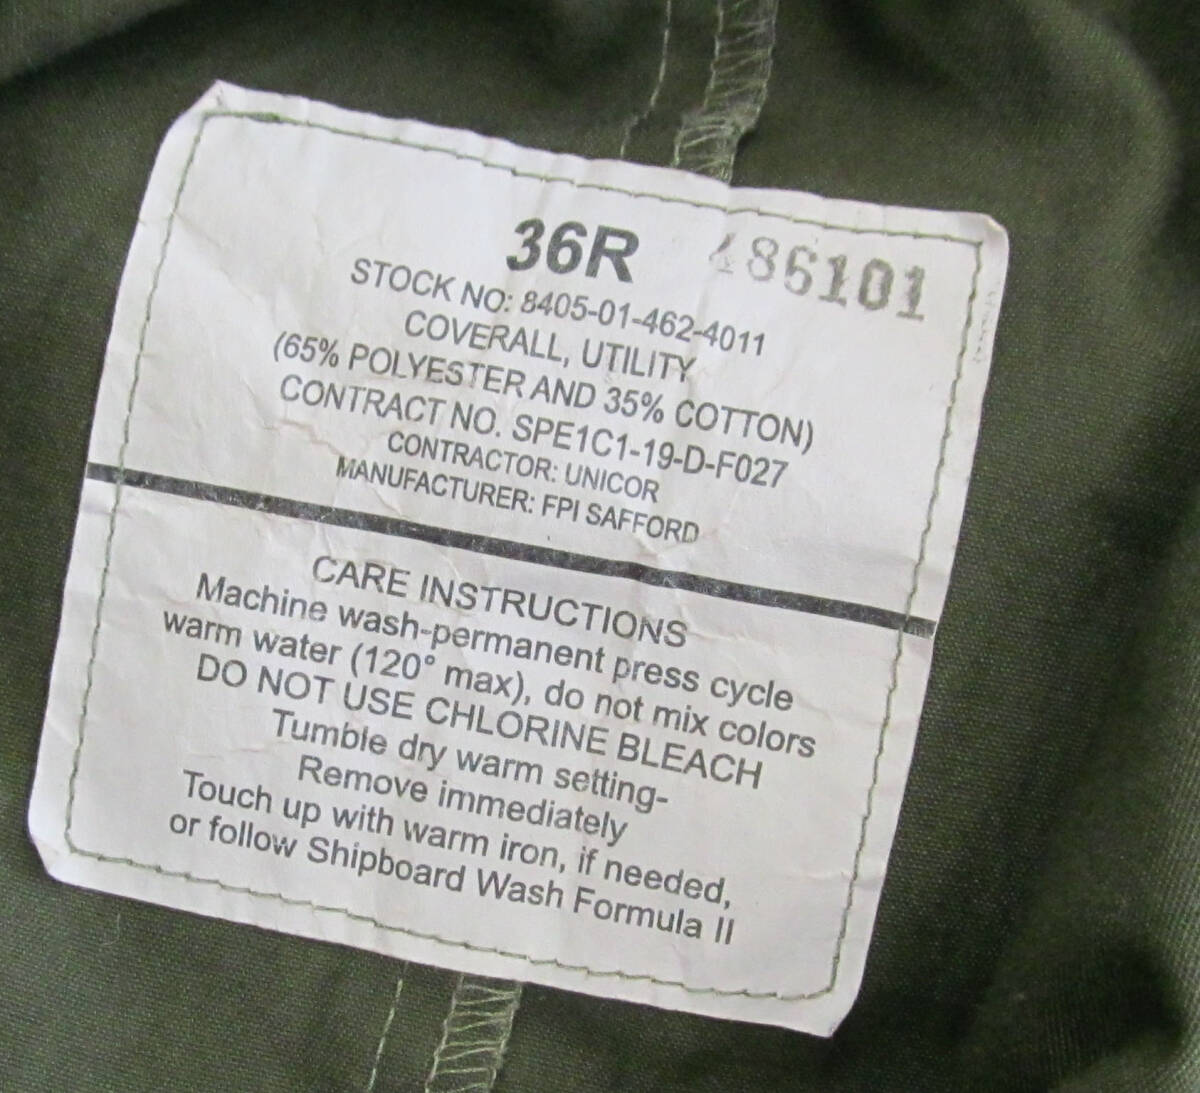 36R 486101
STOCK NO: 8405-01-462-4011
COVERALL, UTILITY
(65% POLYESTER AND 35% COTTON)
CONTRACT NO. SPE1C1-19-D-F027
CONTRACTOR: UNICOR
MANUFACTURER: FPI SAFFORD
CARE INSTRUCTIONS
Machine wash-permanent press cycle
warm water (120° max), do not mix colors
DO NOT USE CHLORINE BLEACH
Tumble dry warm setting-
Remove immediately
Touch up with warm iron, if needed,
or follow Shipboard Wash Formula II